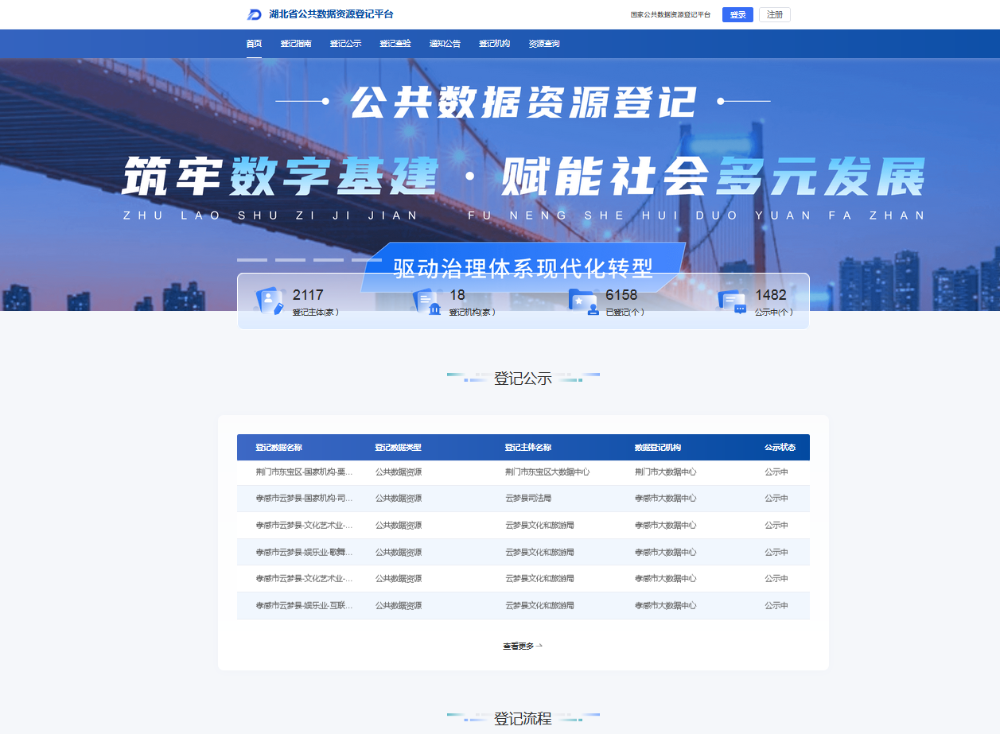 湖北省公共数据资源登记平台
国家公共数据资源登记平台 登录 注册
首页 登记指南 登记公示 登记查验 通知公告 登记机构 资源查询
公共数据资源登记
筑牢数字基建 · 赋能社会多元发展
ZHU LAO SHU ZI JI JIAN FU NENG SHE HUI DUO YUAN FA ZHAN
驱动治理体系现代化转型
2117 18 6158 1482
登记主体(家) 登记机构(家) 已登记(个) 公示中(个)
登记公示
登记数据名称 登记数据类型 登记主体名称 数据登记机构 公示状态
荆门市东宝区-国家机构-栗... 公共数据资源 荆门市东宝区大数据中心 荆门市大数据中心 公示中
孝感市云梦县-国家机构-司... 公共数据资源 云梦县司法局 孝感市大数据中心 公示中
孝感市云梦县-文化艺术业-... 公共数据资源 云梦县文化和旅游局 孝感市大数据中心 公示中
孝感市云梦县-娱乐业-歌舞... 公共数据资源 云梦县文化和旅游局 孝感市大数据中心 公示中
孝感市云梦县-文化艺术业-... 公共数据资源 云梦县文化和旅游局 孝感市大数据中心 公示中
孝感市云梦县-娱乐业-互联... 公共数据资源 云梦县文化和旅游局 孝感市大数据中心 公示中
查看更多→
登记流程